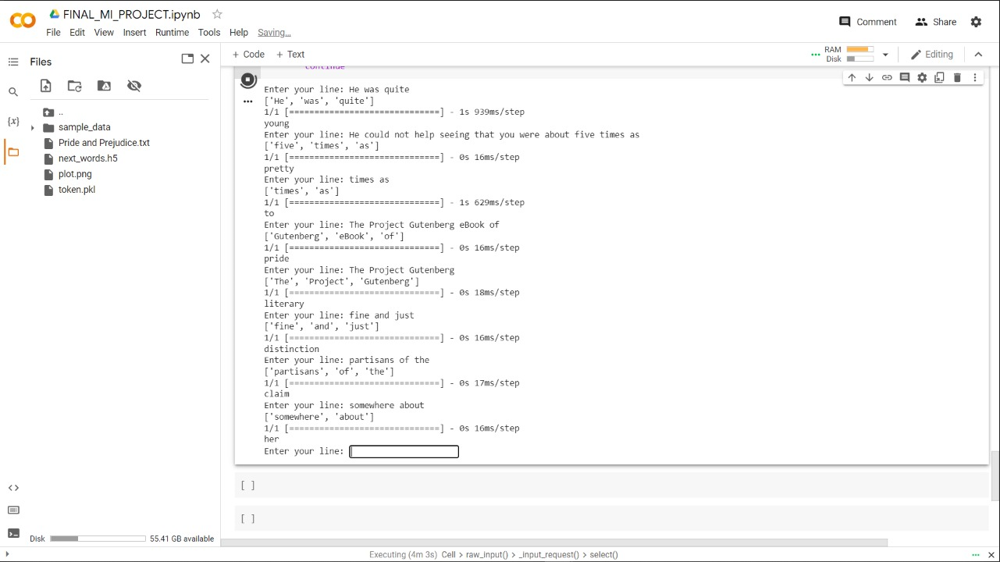 FINAL_MI_PROJECT.ipynb
File Edit View Insert Runtime Tools Help Saving...
Comment Share
Files
+ Code + Text
RAM
Disk
Editing
continue
..
sample_data
Pride and Prejudice.txt
next_words.h5
plot.png
token.pkl
Enter your line: He was quite
['He', 'was', 'quite']
1/1 [==============================] - 1s 939ms/step
young
Enter your line: He could not help seeing that you were about five times as
['five', 'times', 'as']
1/1 [==============================] - 0s 16ms/step
pretty
Enter your line: times as
['times', 'as']
1/1 [==============================] - 1s 629ms/step
to
Enter your line: The Project Gutenberg eBook of
['Gutenberg', 'eBook', 'of']
1/1 [==============================] - 0s 16ms/step
pride
Enter your line: The Project Gutenberg
['The', 'Project', 'Gutenberg']
1/1 [==============================] - 0s 18ms/step
literary
Enter your line: fine and just
['fine', 'and', 'just']
1/1 [==============================] - 0s 16ms/step
distinction
Enter your line: partisans of the
['partisans', 'of', 'the']
1/1 [==============================] - 0s 17ms/step
claim
Enter your line: somewhere about
['somewhere', 'about']
1/1 [==============================] - 0s 16ms/step
her
Enter your line:
[ ]
[ ]
Disk 55.41 GB available
Executing (4m 3s) Cell > raw_input() > _input_request() > select()